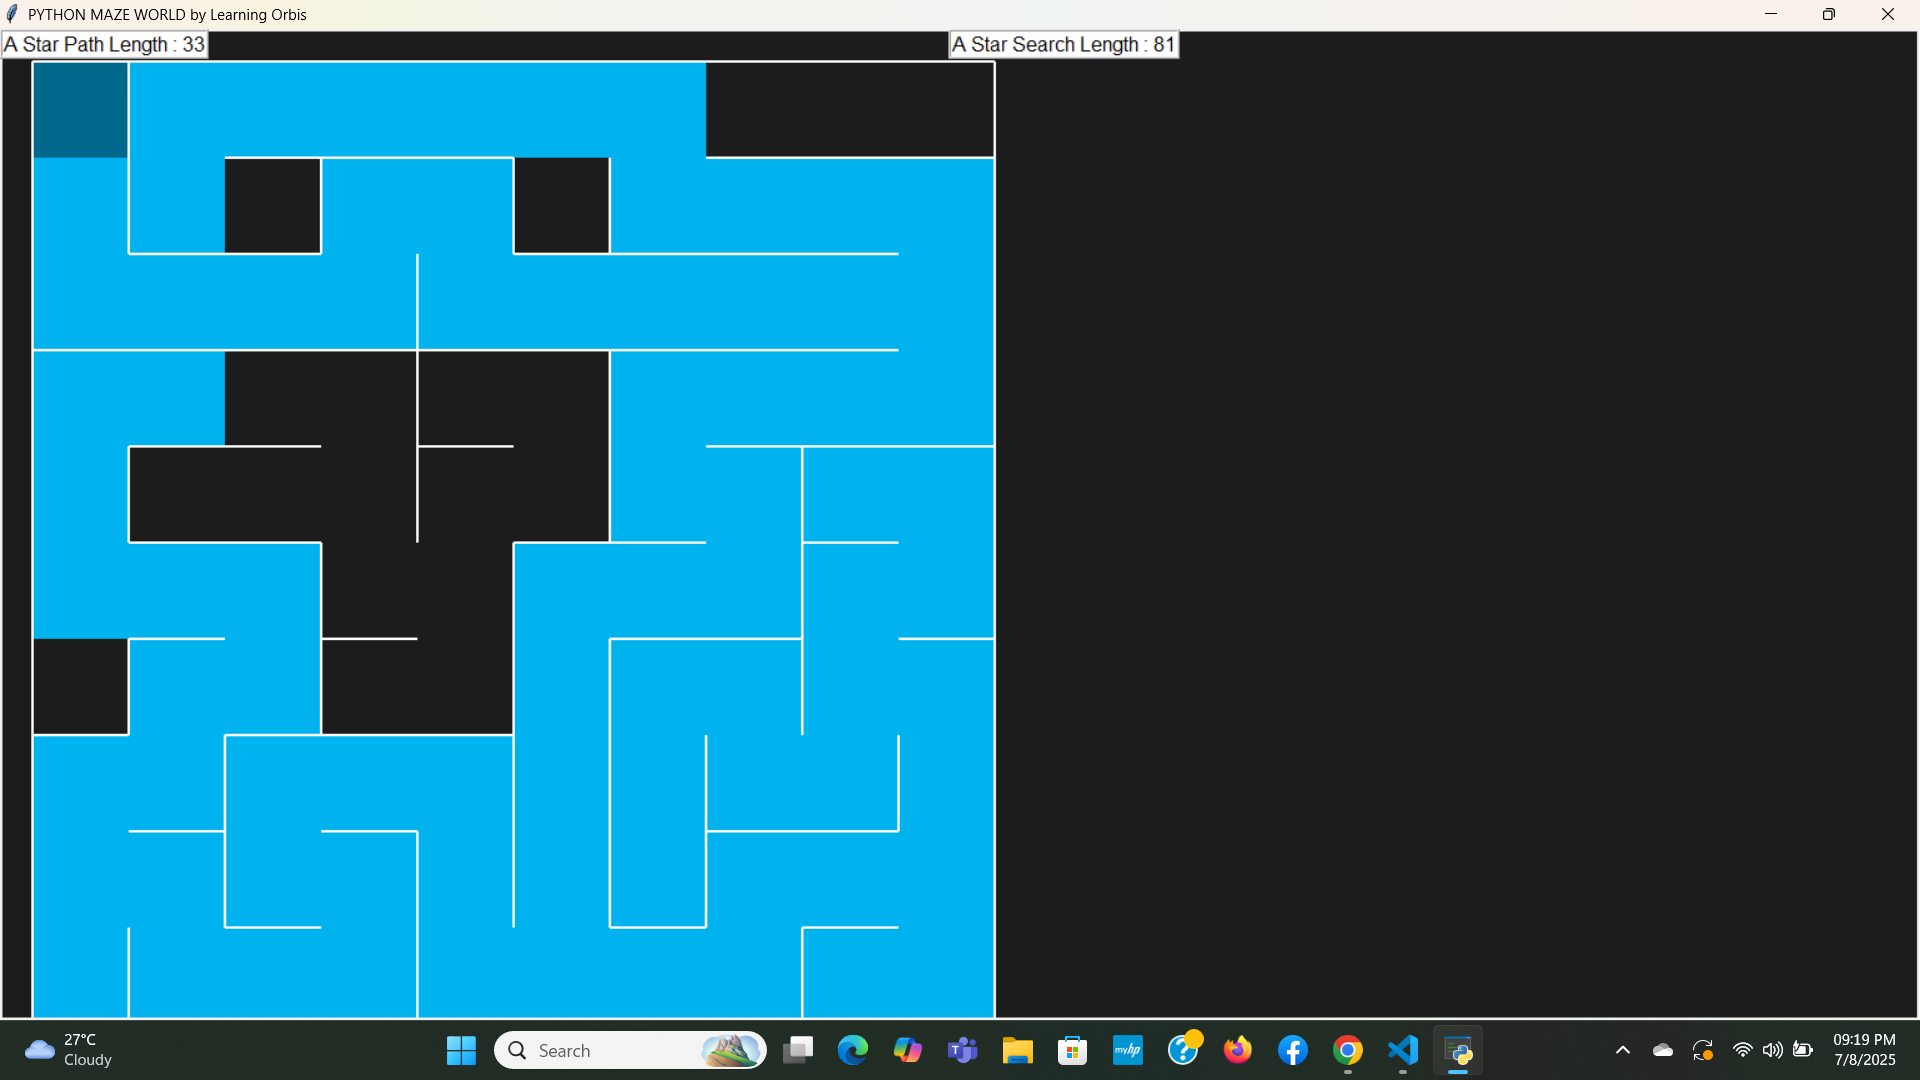 PYTHON MAZE WORLD by Learning Orbis
A Star Path Length : 33
A Star Search Length : 81
27°C
Cloudy
Search
myhp
09:19 PM
7/8/2025